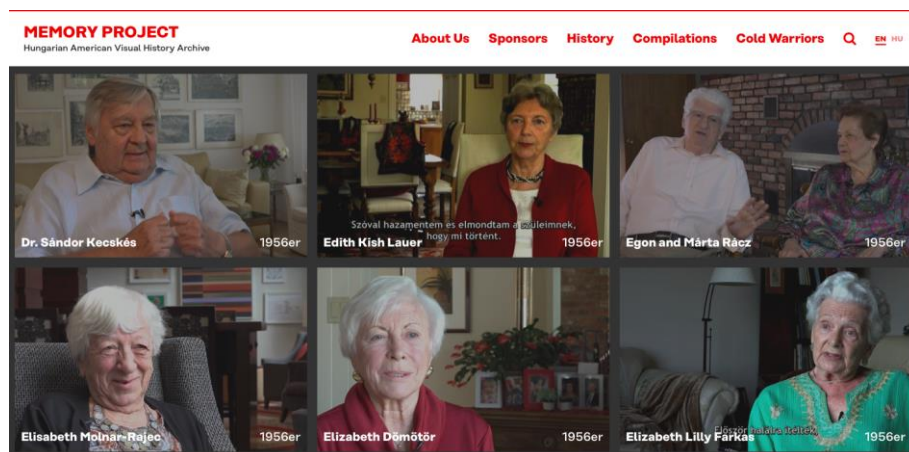 MEMORY PROJECT
Hungarian American Visual History Archive
About Us Sponsors History Compilations Cold Warriors EN HU
Szóval hazamentem és elmondtam a szüleimnek,
hogy mi történt.
Dr. Sándor Kecskés 1956er
Edith Kish Lauer 1956er
Egon and Márta Rácz 1956er
Elisabeth Molnar-Rajec 1956er
Elizabeth Dömötör 1956er
Először halálra ítélték,
Elizabeth Lilly Farkas 1956er